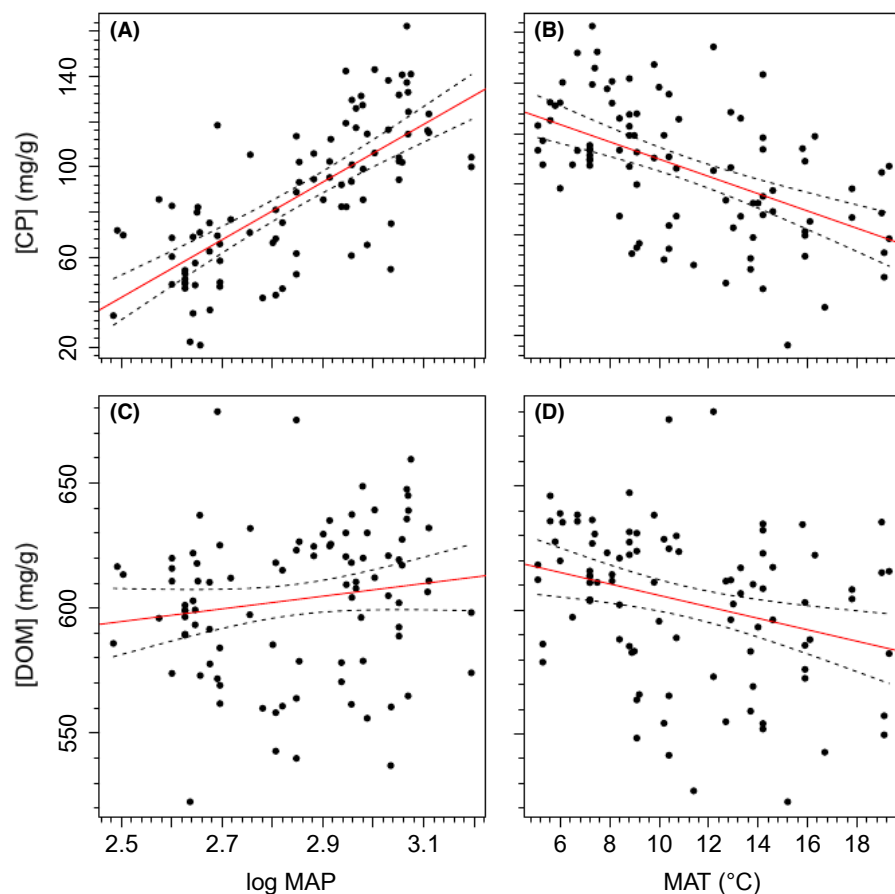 (A)
(B)
[CP] (mg/g)
140
100
60
20
(C)
(D)
[DOM] (mg/g)
650
600
550
2.5 2.7 2.9 3.1
6 8 10 12 14 16 18
log MAP
MAT (°C)